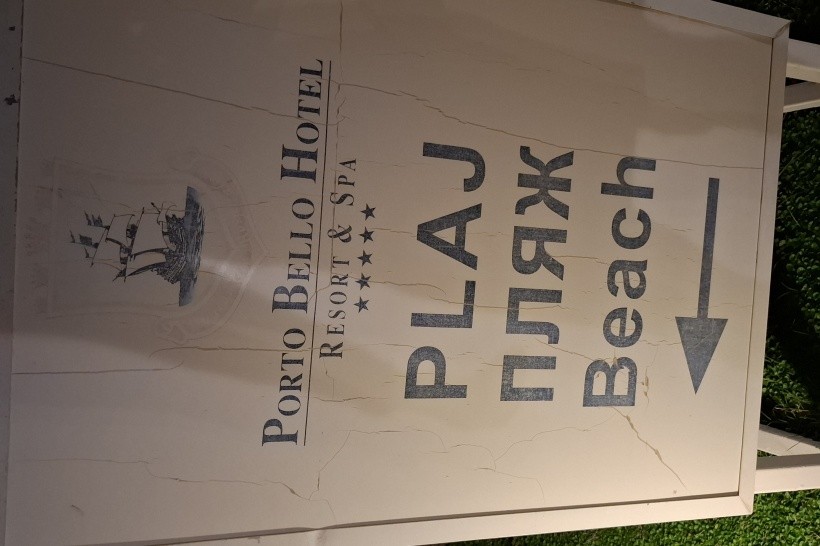 PORTO BELLO HOTEL
RESORT & SPA
★★★★★
PLAJ
ПЛЯЖ
Beach